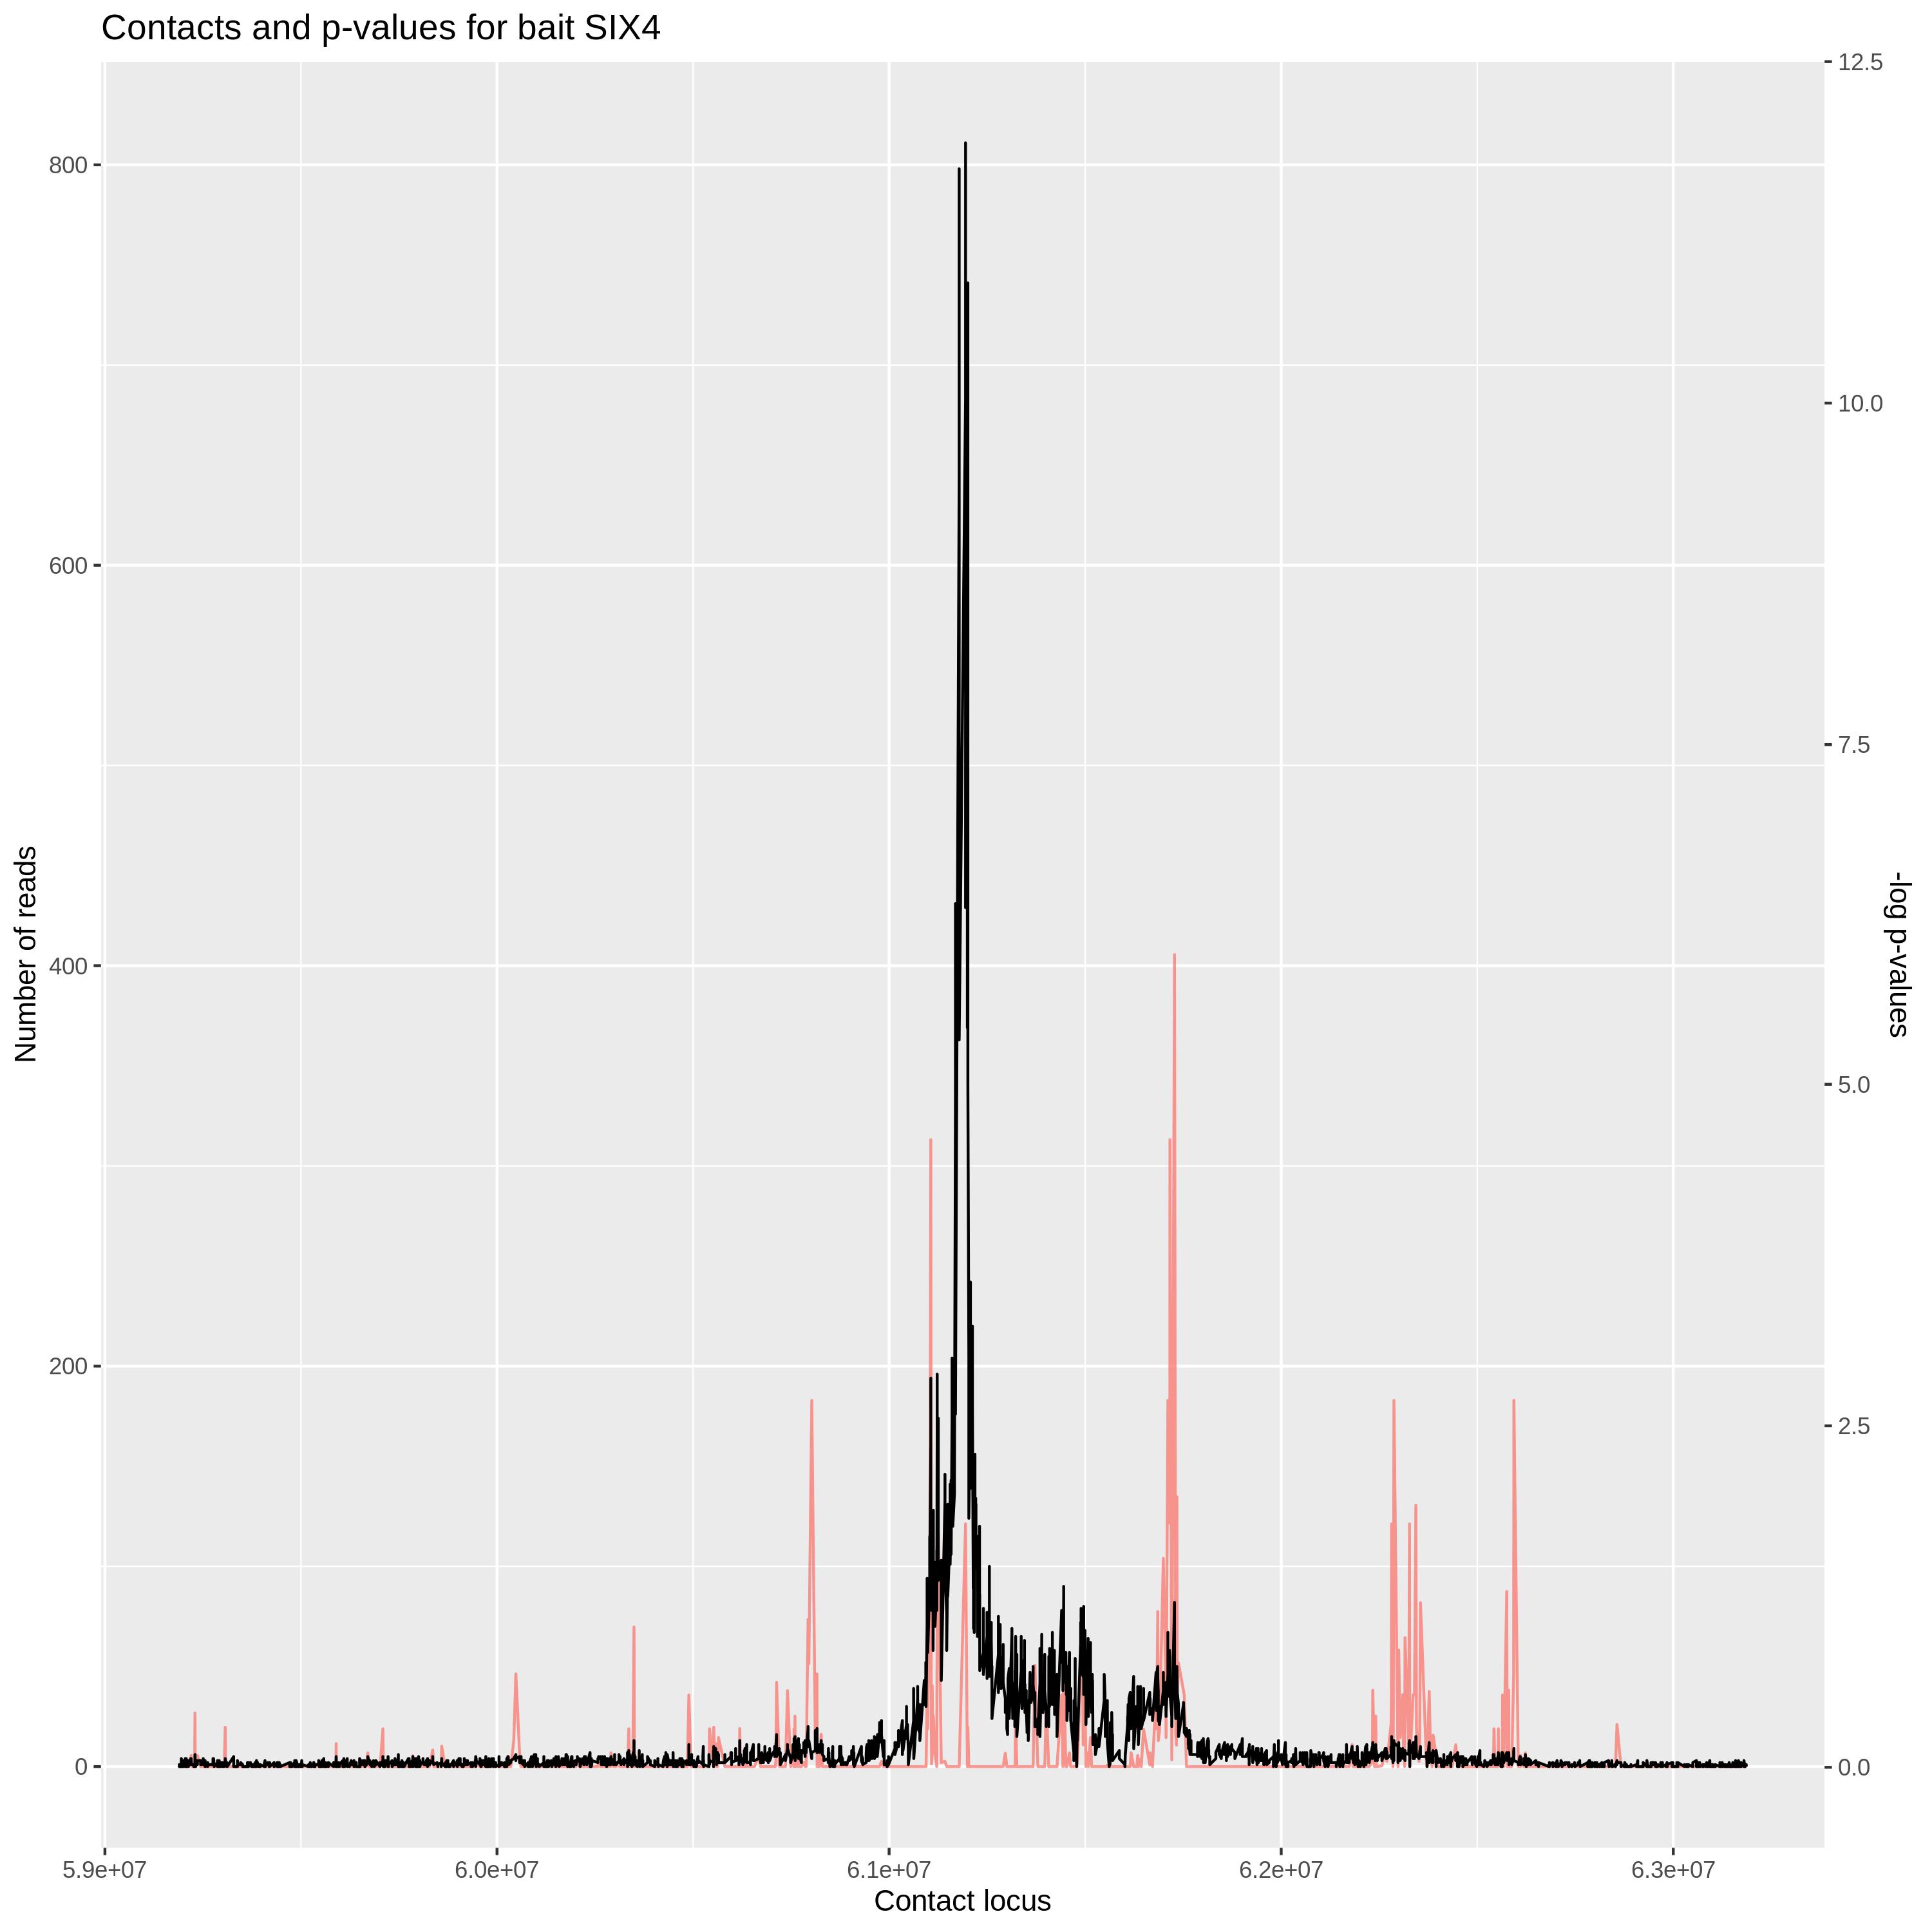 Contacts and p-values for bait SIX4
12.5
800
10.0
600
7.5
Number of reads
-log p-values
400
5.0
200
2.5
0
0.0
5.9e+07 6.0e+07 6.1e+07 6.2e+07 6.3e+07
Contact locus